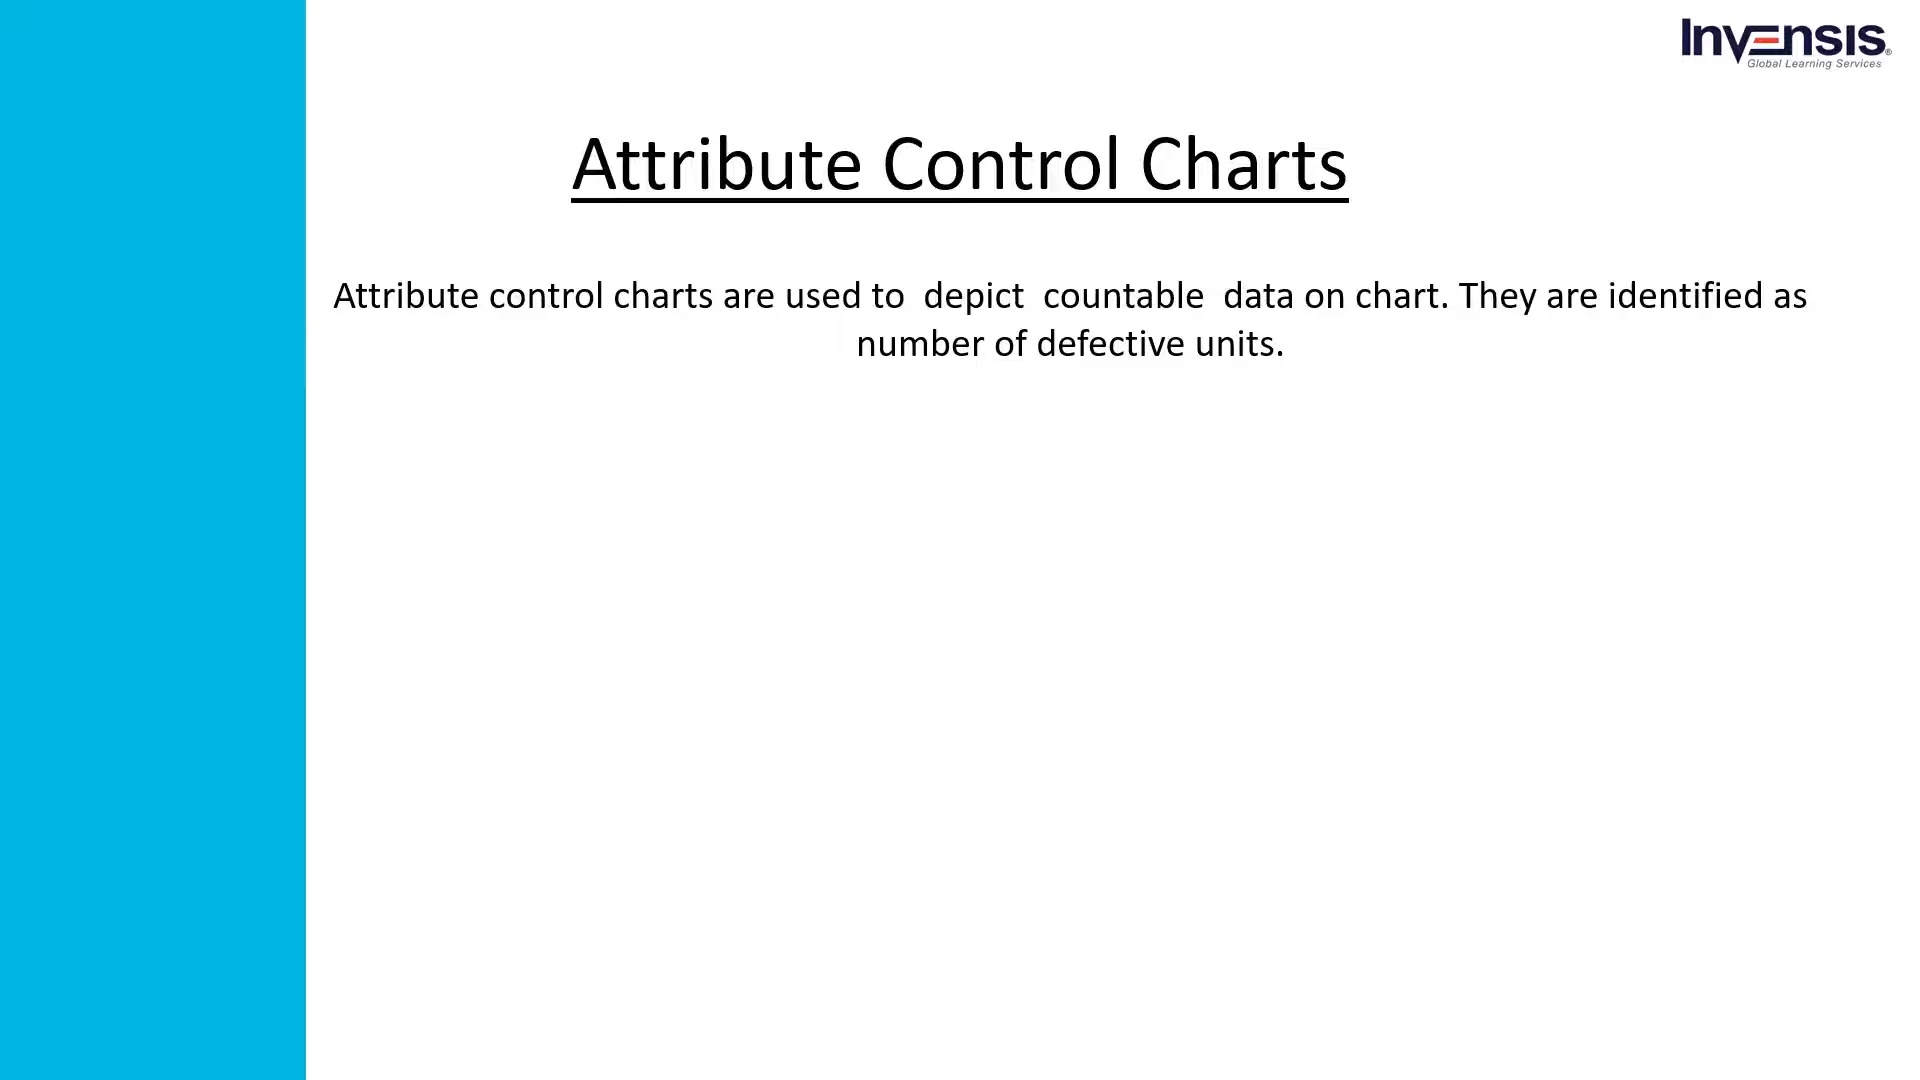 Invensis®
Global Learning Services
Attribute Control Charts
Attribute control charts are used to depict countable data on chart. They are identified as
number of defective units.